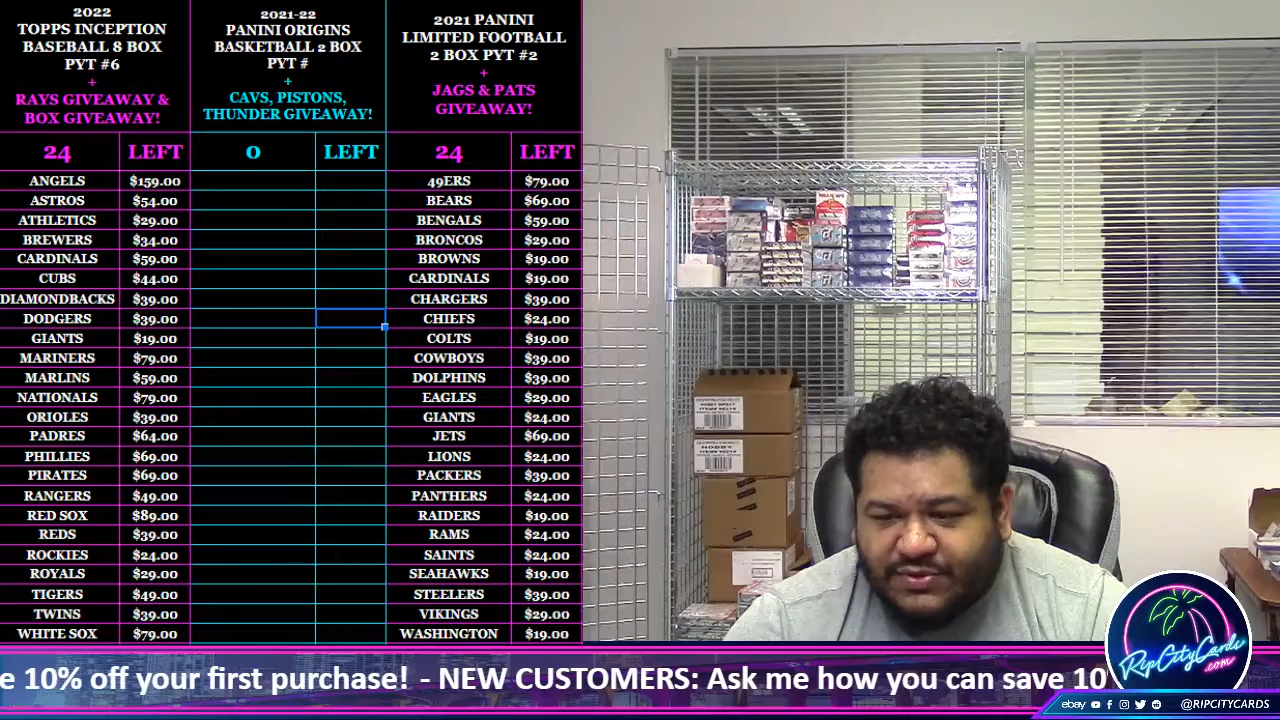 2022
TOPPS INCEPTION
BASEBALL 8 BOX
PYT #6
+
RAYS GIVEAWAY &
BOX GIVEAWAY!
24 LEFT
ANGELS $159.00
ASTROS $54.00
ATHLETICS $29.00
BREWERS $34.00
CARDINALS $59.00
CUBS $44.00
DIAMONDBACKS $39.00
DODGERS $39.00
GIANTS $19.00
MARINERS $79.00
MARLINS $59.00
NATIONALS $79.00
ORIOLES $39.00
PADRES $64.00
PHILLIES $69.00
PIRATES $69.00
RANGERS $49.00
RED SOX $89.00
REDS $39.00
ROCKIES $24.00
ROYALS $29.00
TIGERS $49.00
TWINS $39.00
WHITE SOX $79.00
2021-22
PANINI ORIGINS
BASKETBALL 2 BOX
PYT #
+
CAVS, PISTONS,
THUNDER GIVEAWAY!
0 LEFT
2021 PANINI
LIMITED FOOTBALL
2 BOX PYT #2
+
JAGS & PATS
GIVEAWAY!
24 LEFT
49ERS $79.00
BEARS $69.00
BENGALS $59.00
BRONCOS $29.00
BROWNS $19.00
CARDINALS $19.00
CHARGERS $39.00
CHIEFS $24.00
COLTS $19.00
COWBOYS $39.00
DOLPHINS $39.00
EAGLES $29.00
GIANTS $24.00
JETS $69.00
LIONS $24.00
PACKERS $39.00
PANTHERS $24.00
RAIDERS $19.00
RAMS $24.00
SAINTS $24.00
SEAHAWKS $19.00
STEELERS $39.00
VIKINGS $29.00
WASHINGTON $19.00
HOBBY
e 10% off your first purchase! - NEW CUSTOMERS: Ask me how you can save 10
RipCityCards
.com
ebay @RIPCITYCARDS